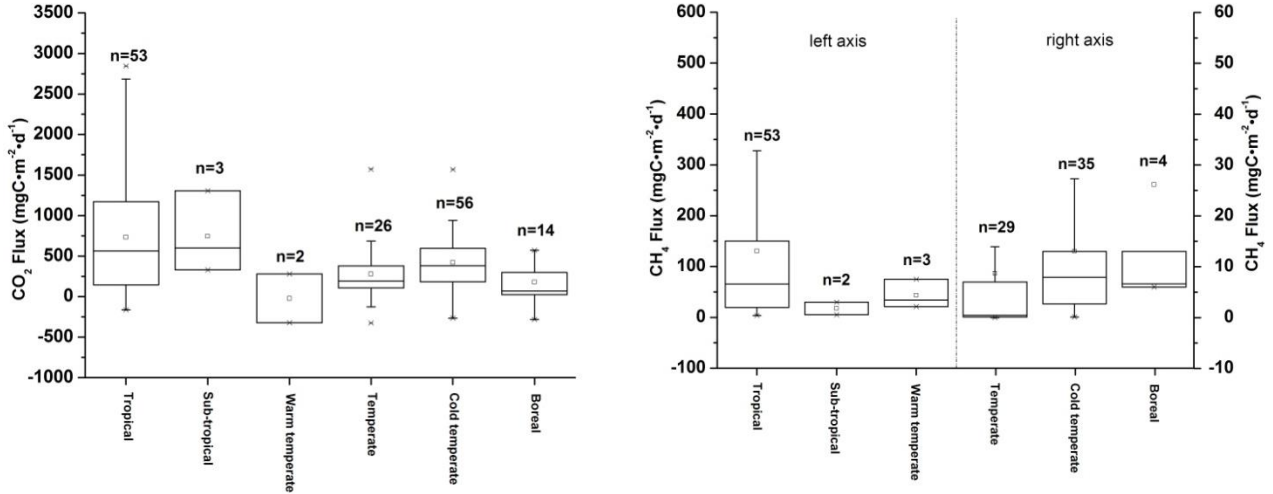 3500
3000
2500
2000
1500
1000
500
0
-500
-1000
CO₂ Flux (mgC·m⁻²·d⁻¹)
n=53
n=3
n=2
n=26
n=56
n=14
Tropical
Sub-tropical
Warm temperate
Temperate
Cold temperate
Boreal
600
500
400
300
200
100
0
-100
CH₄ Flux (mgC·m⁻²·d⁻¹)
left axis
right axis
n=53
n=2
n=3
n=29
n=35
n=4
Tropical
Sub-tropical
Warm temperate
Temperate
Cold temperate
Boreal
60
50
40
30
20
10
0
-10
CH₄ Flux (mgC·m⁻²·d⁻¹)